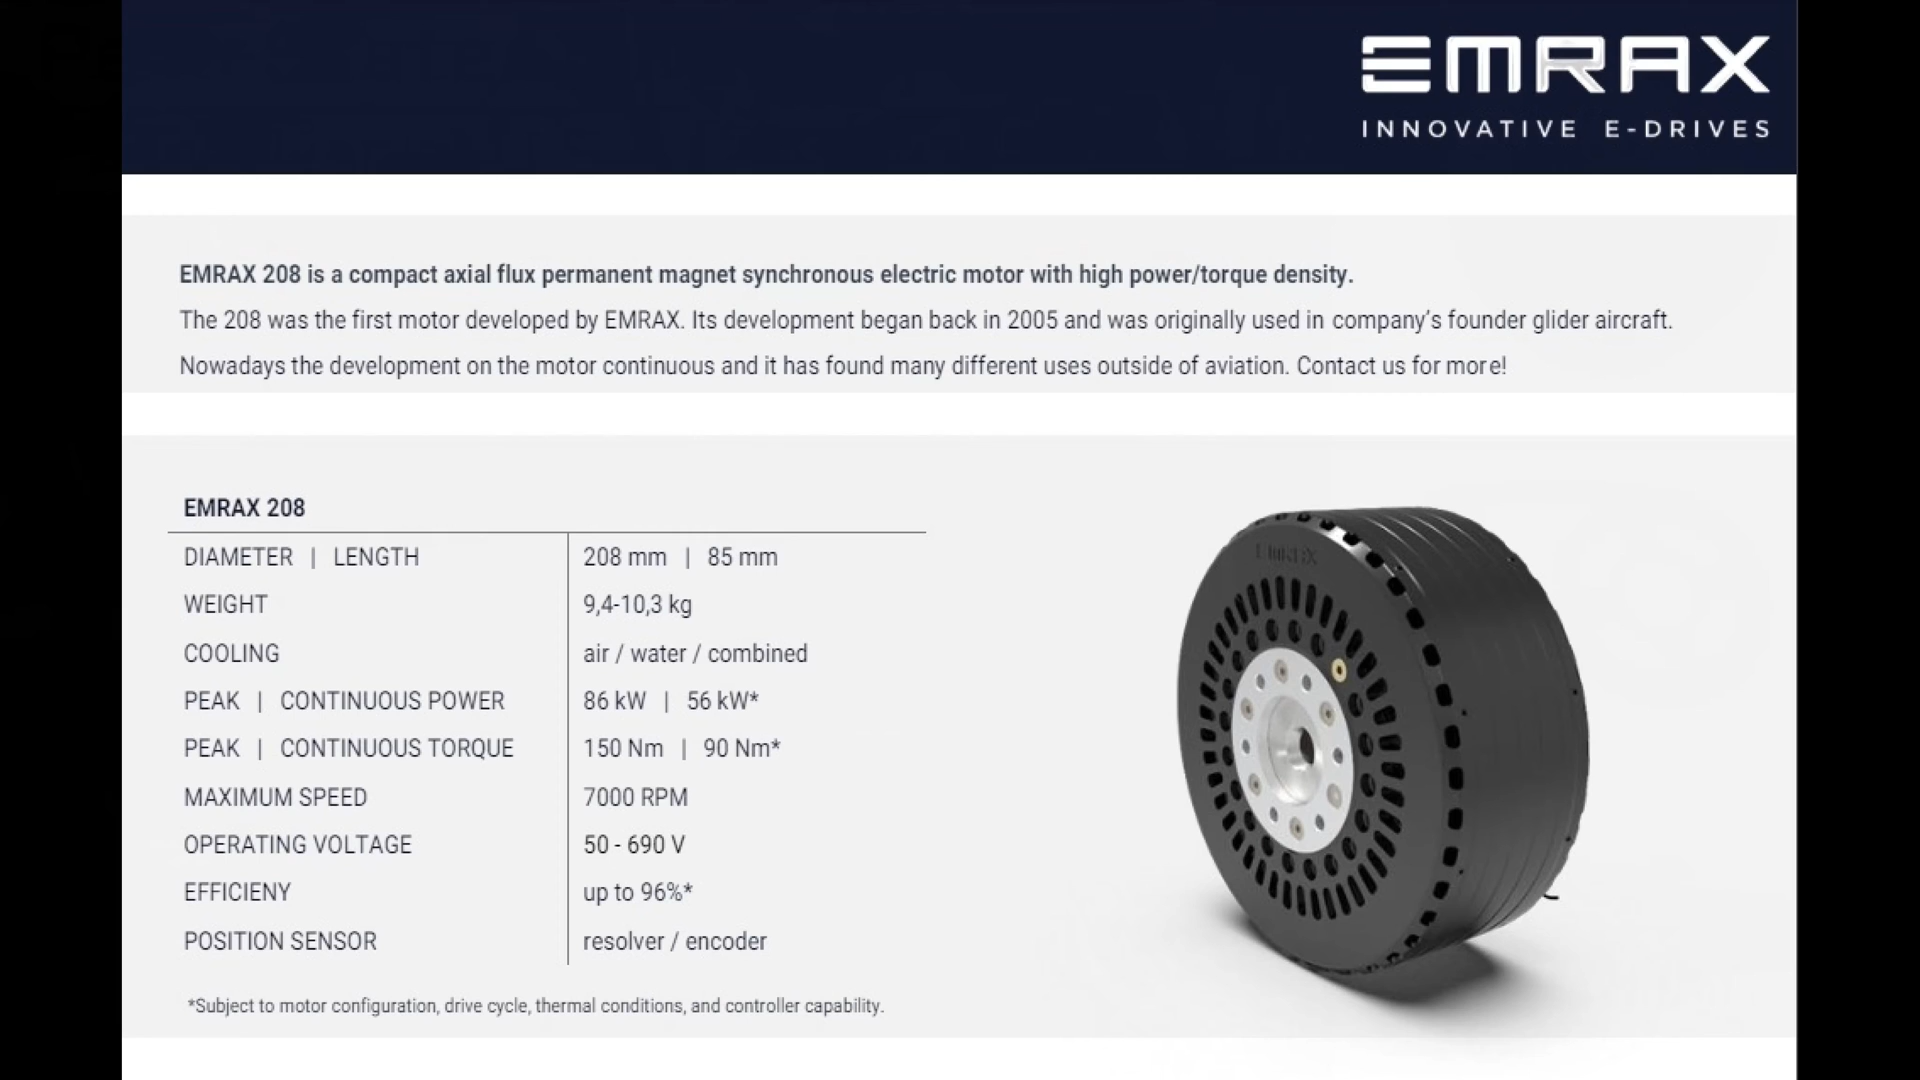 EMRAX
INNOVATIVE E-DRIVES
EMRAX 208 is a compact axial flux permanent magnet synchronous electric motor with high power/torque density.
The 208 was the first motor developed by EMRAX. Its development began back in 2005 and was originally used in company's founder glider aircraft.
Nowadays the development on the motor continuous and it has found many different uses outside of aviation. Contact us for more!
EMRAX 208
DIAMETER | LENGTH 208 mm | 85 mm
WEIGHT 9,4-10,3 kg
COOLING air / water / combined
PEAK | CONTINUOUS POWER 86 kW | 56 kW*
PEAK | CONTINUOUS TORQUE 150 Nm | 90 Nm*
MAXIMUM SPEED 7000 RPM
OPERATING VOLTAGE 50 - 690 V
EFFICIENY up to 96%*
POSITION SENSOR resolver / encoder
*Subject to motor configuration, drive cycle, thermal conditions, and controller capability.
EMRAX